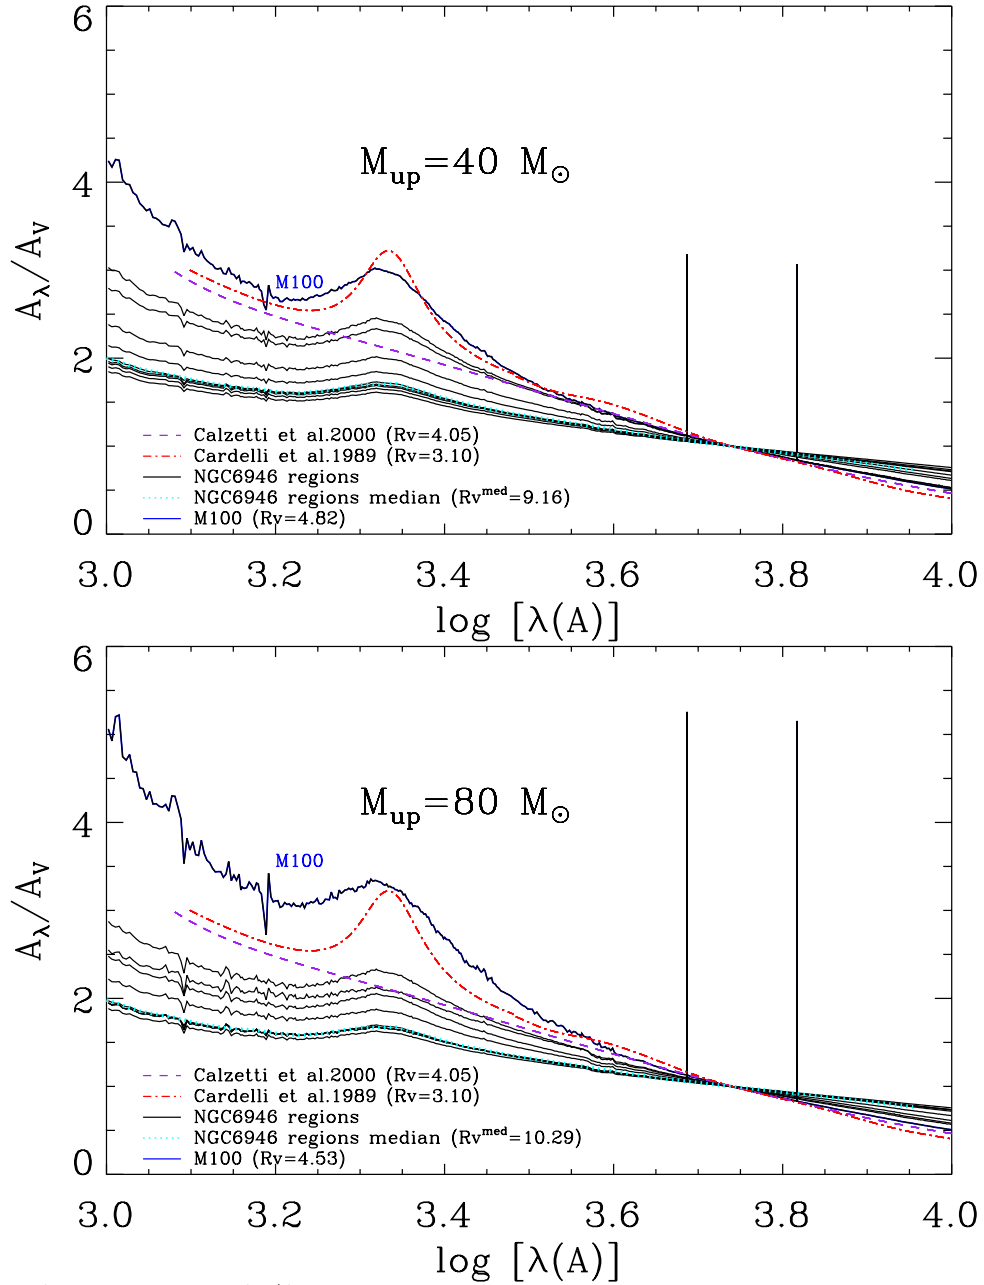 6
4
2
0
A_λ/A_V
M_up=40 M_⊙
M100
Calzetti et al.2000 (Rv=4.05)
Cardelli et al.1989 (Rv=3.10)
NGC6946 regions
NGC6946 regions median (Rv^med=9.16)
M100 (Rv=4.82)
3.0 3.2 3.4 3.6 3.8 4.0
log [λ(A)]
6
4
2
0
A_λ/A_V
M_up=80 M_⊙
M100
Calzetti et al.2000 (Rv=4.05)
Cardelli et al.1989 (Rv=3.10)
NGC6946 regions
NGC6946 regions median (Rv^med=10.29)
M100 (Rv=4.53)
3.0 3.2 3.4 3.6 3.8 4.0
log [λ(A)]